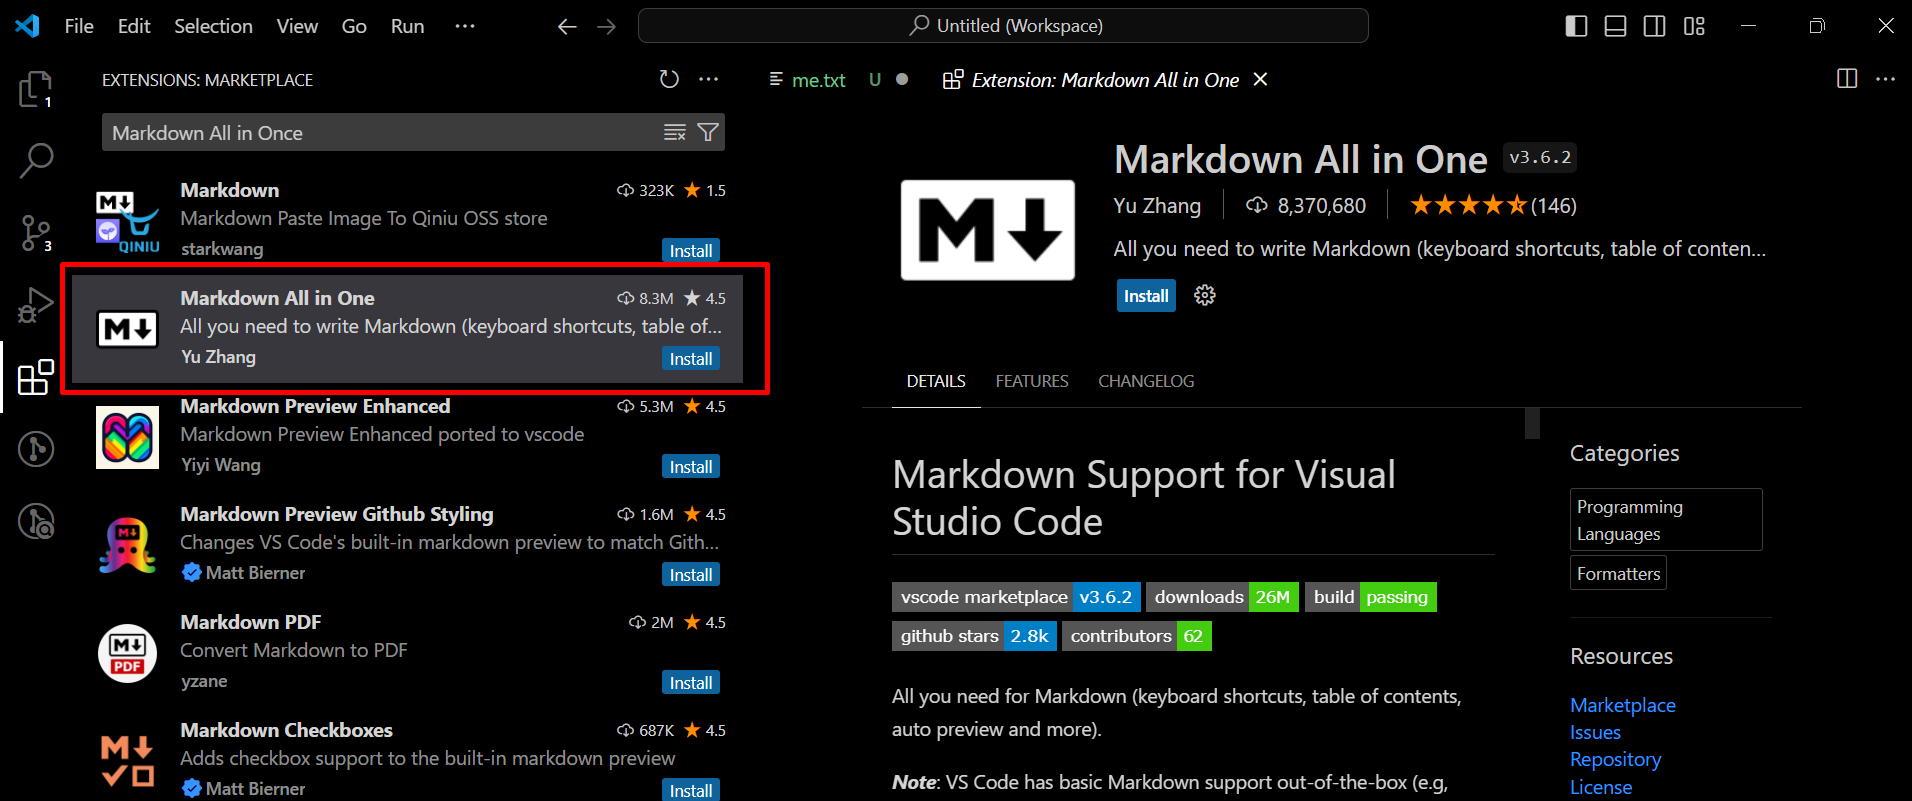 File Edit Selection View Go Run ···
Untitled (Workspace)
EXTENSIONS: MARKETPLACE
1
3
Markdown All in Once
Markdown 323K 1.5
Markdown Paste Image To Qiniu OSS store
starkwang Install
M QINIU
Markdown All in One 8.3M 4.5
All you need to write Markdown (keyboard shortcuts, table of...
Yu Zhang Install
M
Markdown Preview Enhanced 5.3M 4.5
Markdown Preview Enhanced ported to vscode
Yiyi Wang Install
Markdown Preview Github Styling 1.6M 4.5
Changes VS Code's built-in markdown preview to match Gith...
Matt Bierner Install
M
Markdown PDF 2M 4.5
Convert Markdown to PDF
yzane Install
M PDF
Markdown Checkboxes 687K 4.5
Adds checkbox support to the built-in markdown preview
Matt Bierner Install
M
me.txt U
Extension: Markdown All in One
M
Markdown All in One v3.6.2
Yu Zhang 8,370,680 (146)
All you need to write Markdown (keyboard shortcuts, table of conten...
Install
DETAILS FEATURES CHANGELOG
Markdown Support for Visual
Studio Code
vscode marketplace v3.6.2 downloads 26M build passing
github stars 2.8k contributors 62
All you need for Markdown (keyboard shortcuts, table of contents,
auto preview and more).
Note: VS Code has basic Markdown support out-of-the-box (e.g,
Categories
Programming
Languages
Formatters
Resources
Marketplace
Issues
Repository
License